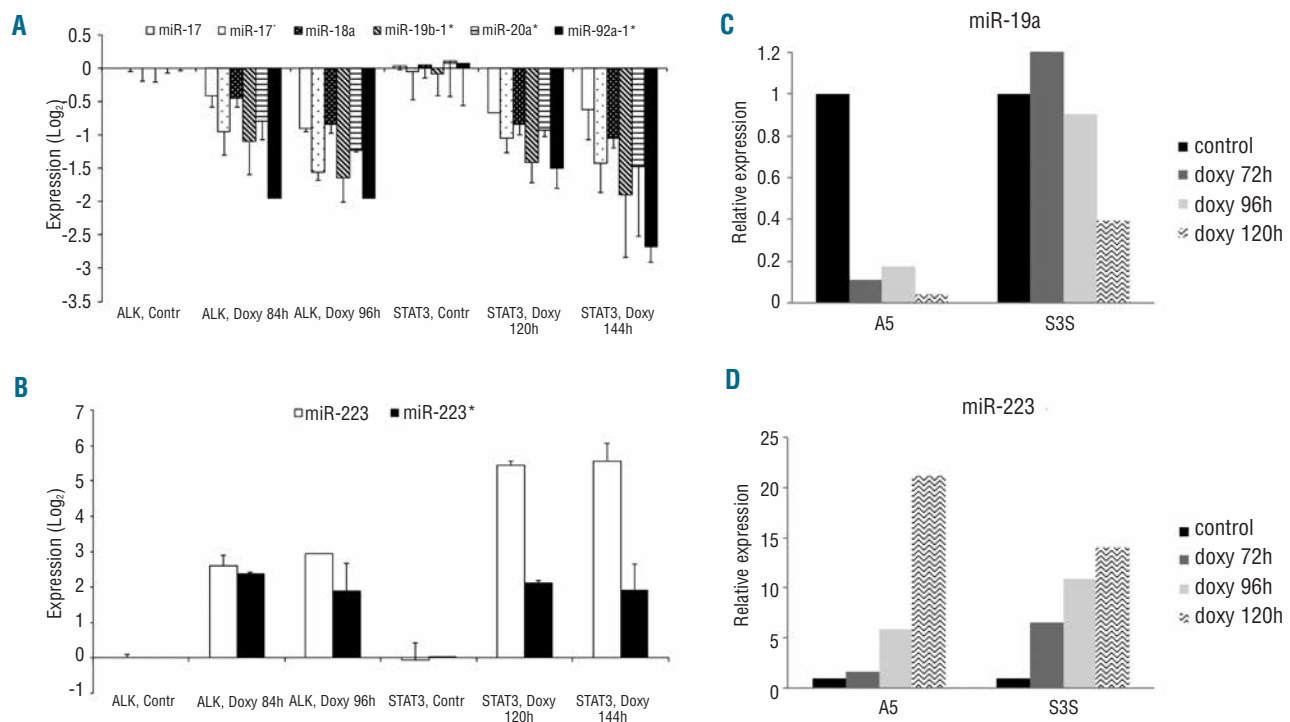 A
miR-17 miR-17* miR-18a miR-19b-1* miR-20a* miR-92a-1*
Expression (Log2)
0.5
0
-0.5
-1
-1.5
-2
-2.5
-3
-3.5
ALK, Contr ALK, Doxy 84h ALK, Doxy 96h STAT3, Contr STAT3, Doxy 120h STAT3, Doxy 144h
C
miR-19a
Relative expression
1.2
1
0.8
0.6
0.4
0.2
0
A5 S3S
control
doxy 72h
doxy 96h
doxy 120h
B
miR-223 miR-223*
Expression (Log2)
7
6
5
4
3
2
1
0
-1
ALK, Contr ALK, Doxy 84h ALK, Doxy 96h STAT3, Contr STAT3, Doxy 120h STAT3, Doxy 144h
D
miR-223
Relative expression
25
20
15
10
5
0
A5 S3S
control
doxy 72h
doxy 96h
doxy 120h